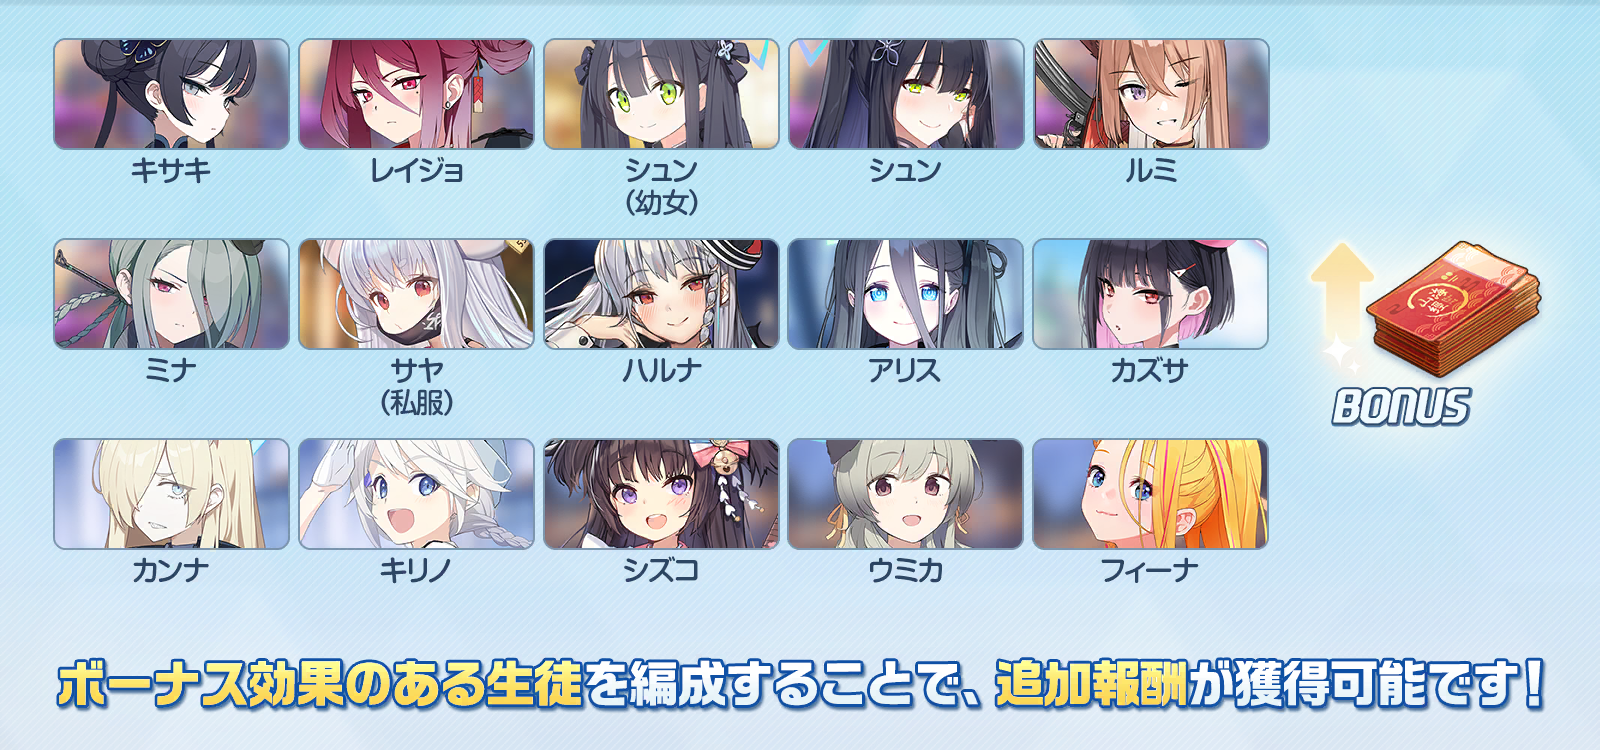 キサキ
レイジョ
シュン
(幼女)
シュン
ルミ
ミナ
サヤ
(私服)
ハルナ
アリス
カズサ
BONUS
カンナ
キリノ
シズコ
ウミカ
フィーナ
ボーナス効果のある生徒を編成することで、追加報酬が獲得可能です!